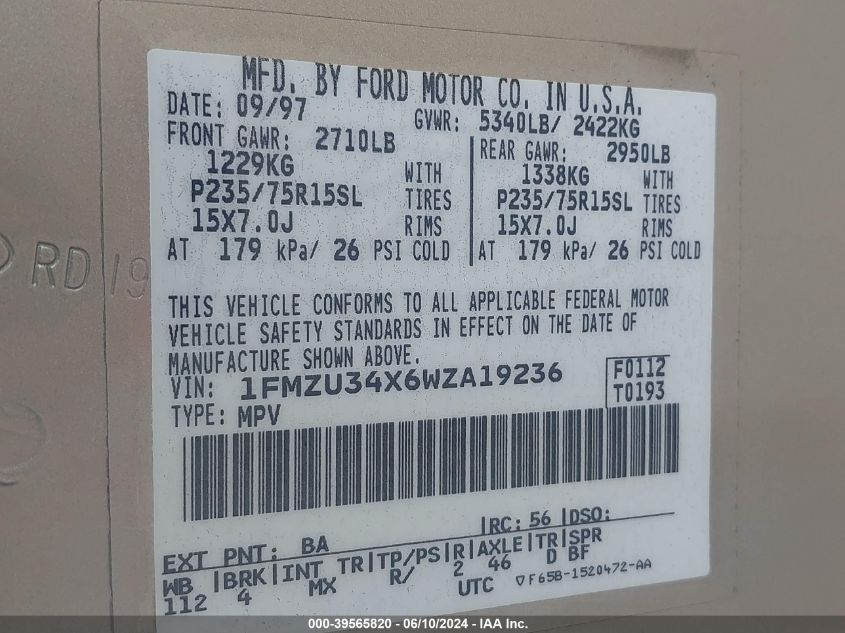 MFD. BY FORD MOTOR CO. IN U.S.A.
DATE: 09/97 GVWR: 5340LB/ 2422KG
FRONT GAWR: 2710LB REAR GAWR: 2950LB
1229KG WITH 1338KG WITH
P235/75R15SL TIRES P235/75R15SL TIRES
15X7.0J RIMS 15X7.0J RIMS
AT 179 kPa/ 26 PSI COLD AT 179 kPa/ 26 PSI COLD
RD 19
THIS VEHICLE CONFORMS TO ALL APPLICABLE FEDERAL MOTOR
VEHICLE SAFETY STANDARDS IN EFFECT ON THE DATE OF
MANUFACTURE SHOWN ABOVE.
VIN: 1FMZU34X6WZA19236 F0112
TYPE: MPV T0193
EXT PNT: BA RC: 56 DSO:
WB BRK INT TR TP/PS R AXLE TR SPR
112 4 MX R/ 2 46 D BF
UTC F65B-1520472-AA
000-39565820 - 06/10/2024 - IAA Inc.